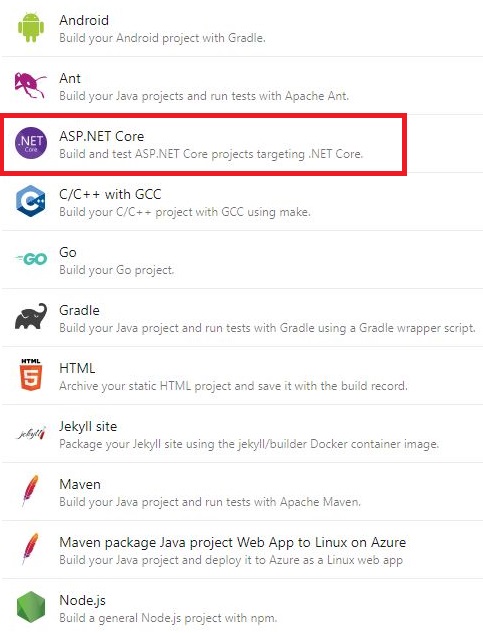 Android
Build your Android project with Gradle.
Ant
Build your Java projects and run tests with Apache Ant.
.NET
Core
ASP.NET Core
Build and test ASP.NET Core projects targeting .NET Core.
C/C++ with GCC
Build your C/C++ project with GCC using make.
GO
Go
Build your Go project.
Gradle
Build your Java project and run tests with Gradle using a Gradle wrapper script.
HTML
5
HTML
Archive your static HTML project and save it with the build record.
jekyll
Jekyll site
Package your Jekyll site using the jekyll/builder Docker container image.
Maven
Build your Java project and run tests with Apache Maven.
Maven package Java project Web App to Linux on Azure
Build your Java project and deploy it to Azure as a Linux web app
Node.js
Build a general Node.js project with npm.